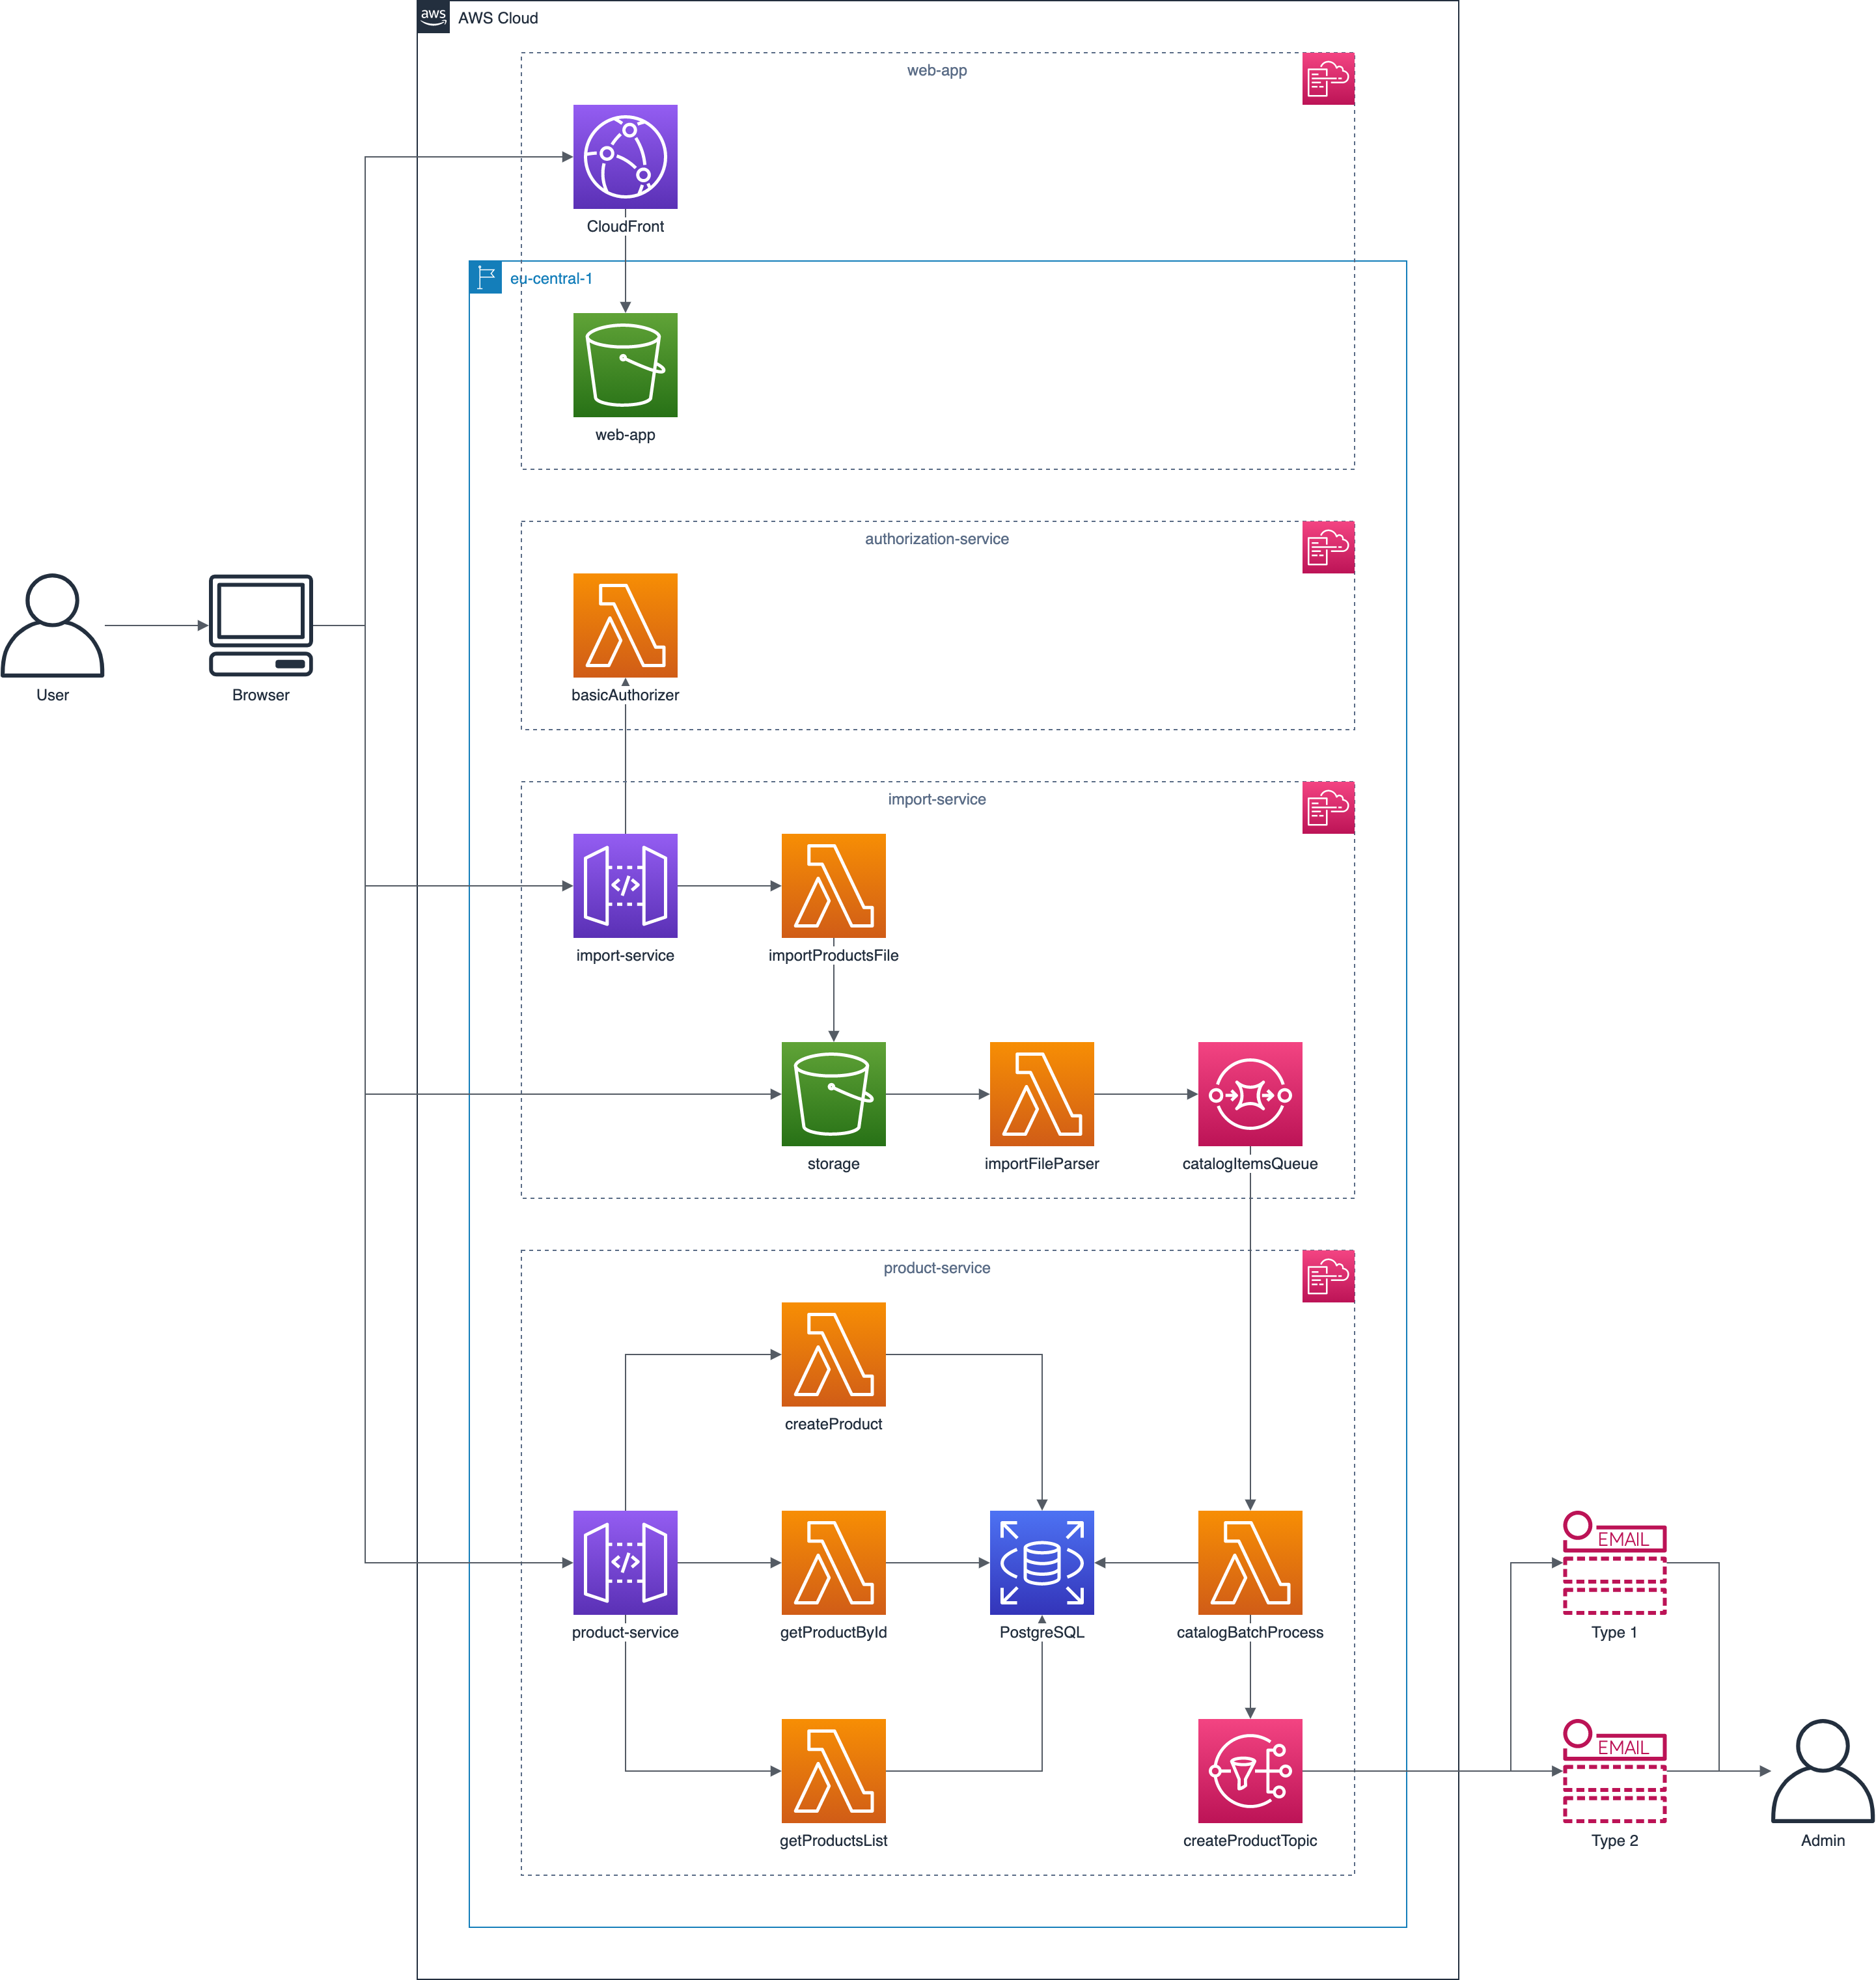 aws
AWS Cloud
web-app
CloudFront
eu-central-1
web-app
authorization-service
basicAuthorizer
User
Browser
import-service
import-service
importProductsFile
storage
importFileParser
catalogItemsQueue
product-service
createProduct
product-service
getProductById
PostgreSQL
catalogBatchProcess
EMAIL
Type 1
getProductsList
createProductTopic
EMAIL
Type 2
Admin